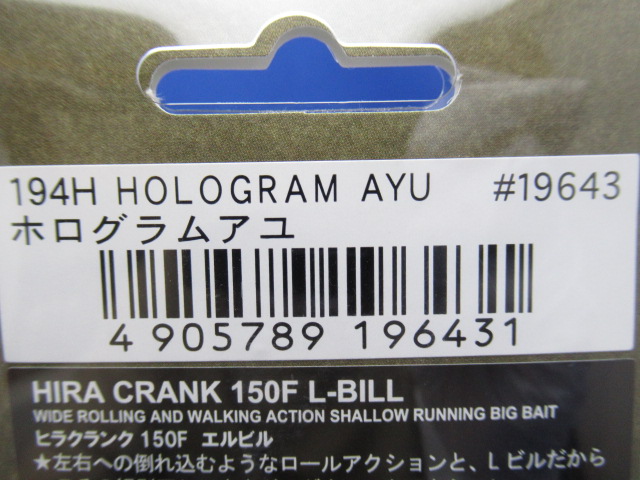 194H HOLOGRAM AYU #19643
ホログラムアユ
4 905789 196431
HIRA CRANK 150F L-BILL
WIDE ROLLING AND WALKING ACTION SHALLOW RUNNING BIG BAIT
ヒラクランク 150F エルビル
★左右への倒れ込むようなロールアクションと、Lビルだから